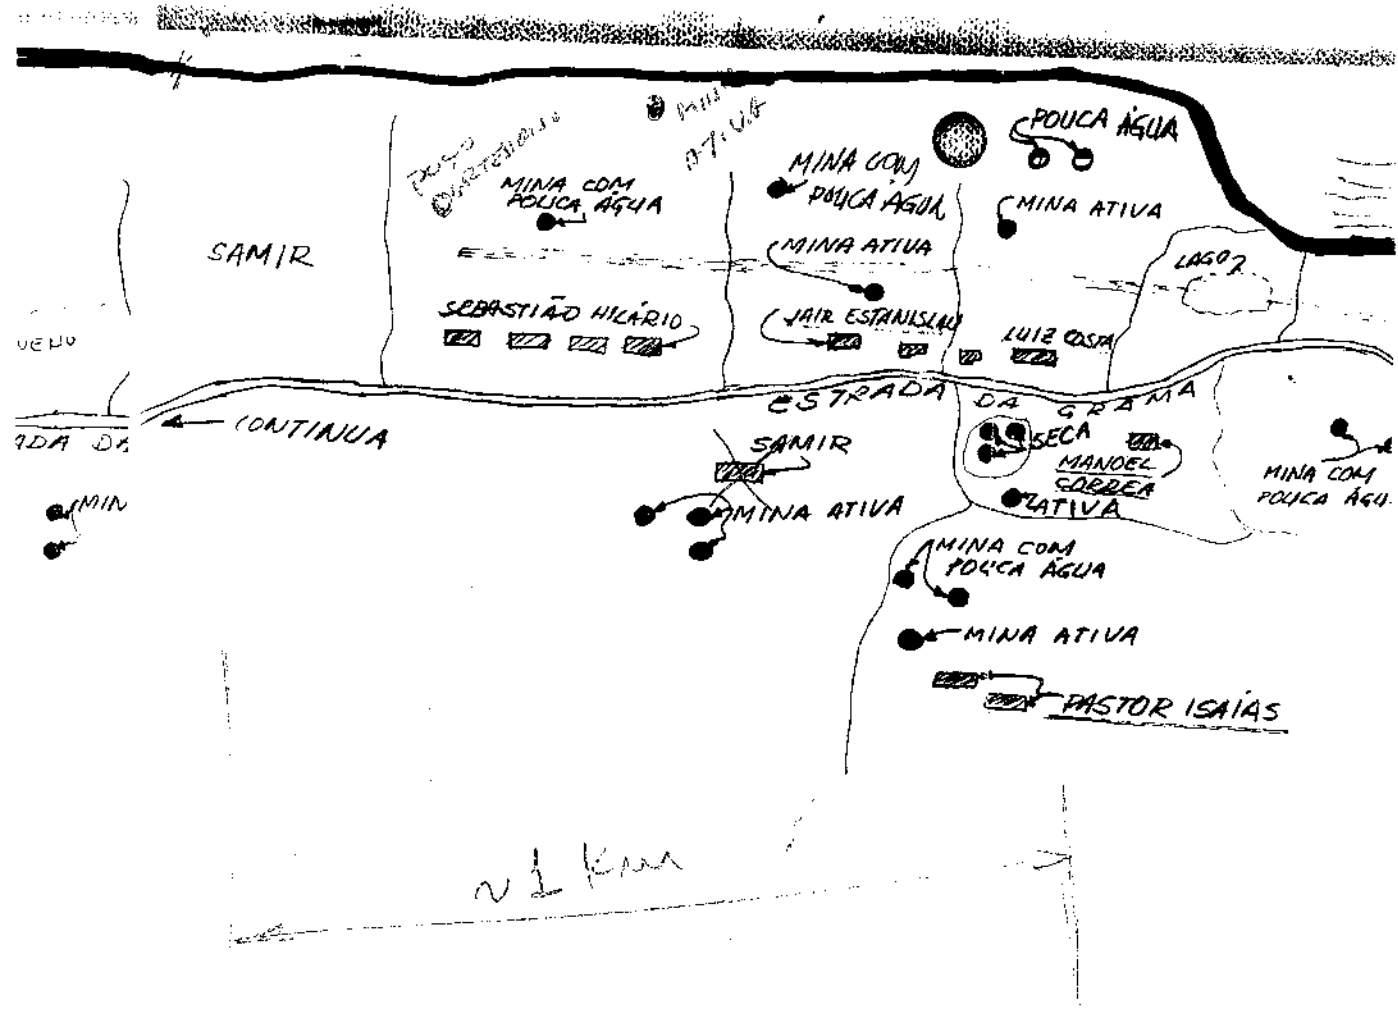 POUCA ÁGUA
MINA COM
POUCA ÁGUA
MINA COM
POUCA ÁGUA
MINA ATIVA
SAMIR
MINA ATIVA
LAGO
SEBASTIÃO HILÁRIO
JAIR ESTANISLAU
LUIZ COSTA
ESTRADA DA GRAMA
CONTINUA
SAMIR
SECA
MANOEL
CORREA
MINA COM
POUCA ÁGU
MIN
MINA ATIVA
ATIVA
MINA COM
POUCA ÁGUA
MINA ATIVA
PASTOR ISAÍAS
~1 Km